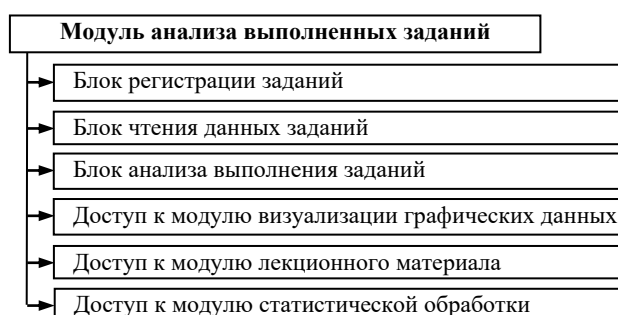 Модуль анализа выполненных заданий
Блок регистрации заданий
Блок чтения данных заданий
Блок анализа выполнения заданий
Доступ к модулю визуализации графических данных
Доступ к модулю лекционного материала
Доступ к модулю статистической обработки